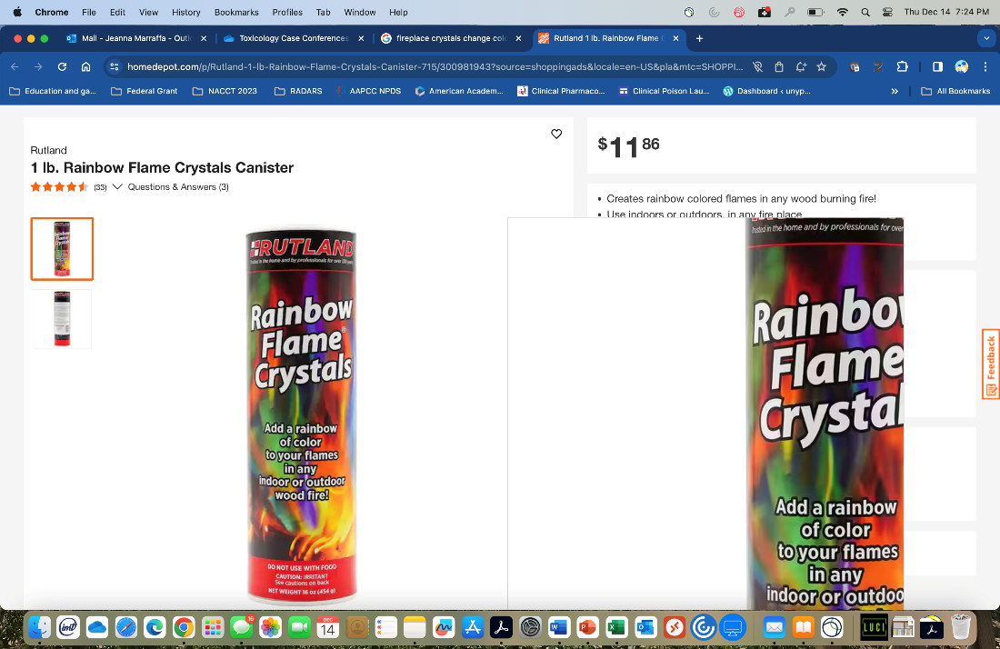 Chrome File Edit View History Bookmarks Profiles Tab Window Help Thu Dec 14 7:24 PM
Mail - Jeanna Marraffa - Outl Toxicology Case Conferences fireplace crystals change col Rutland 1 lb. Rainbow Flame
homedepot.com/p/Rutland-1-lb-Rainbow-Flame-Crystals-Canister-715/300981943?source=shoppingads&locale=en-US&pla&mtc=SHOPPI...
Education and ga... Federal Grant NACCT 2023 RADARS AAPCC NPDS American Academ... Clinical Pharmaco... Clinical Poison Lau... Dashboard ‹ unyp... » All Bookmarks
Rutland
1 lb. Rainbow Flame Crystals Canister
(33) Questions & Answers (3)
$11 86
• Creates rainbow colored flames in any wood burning fire!
• Use indoors or outdoors, in any fire place
RUTLAND
Trusted in the home and by professionals for over
Rainbow
Flame
Crystals
®
Add a rainbow
of color
to your flames
in any
indoor or outdoor
wood fire!
DO NOT USE WITH FOOD
CAUTION: IRRITANT
See cautions on back
NET WEIGHT 16 oz (454 g)
Rainbow
Flame
Crystals
trusted in the home and by professionals for over
Rainbo
Flame
Crystal
Add a rainbow
of color
to your flames
in any
indoor or outdoo
Feedback
imit
16
DEC
14
LUCI